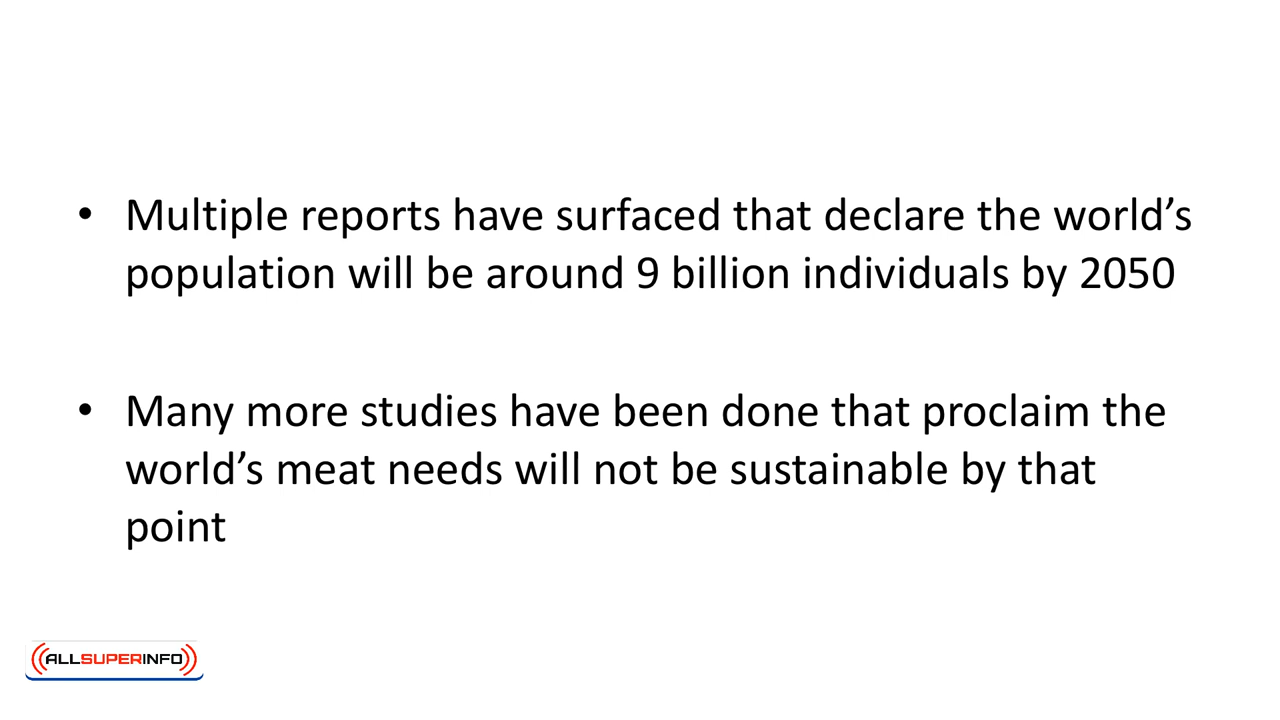 • Multiple reports have surfaced that declare the world’s
population will be around 9 billion individuals by 2050
• Many more studies have been done that proclaim the
world’s meat needs will not be sustainable by that
point
ALLSUPERINFO